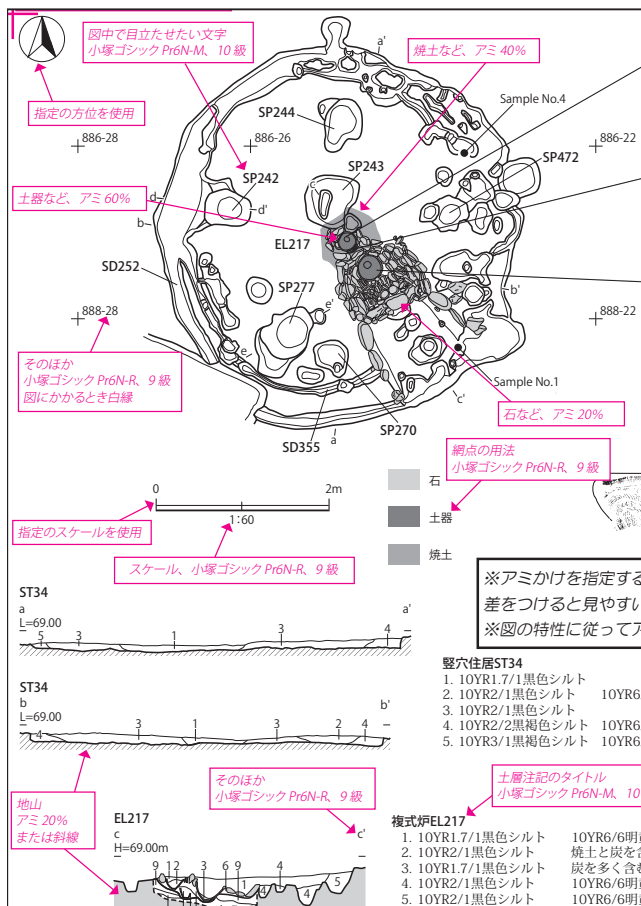 図中で目立たせたい文字
小塚ゴシック Pr6N-M、10 級
焼土など、アミ 40%
指定の方位を使用
a'
Sample No.4
SP244
886-28
886-26
886-22
SP472
SP242
SP243
c
土器など、アミ 60%
d
d'
b
EL217
SD252
b'
SP277
e'
888-28
888-22
e
そのほか
小塚ゴシック Pr6N-R、9 級
図にかかるとき白縁
Sample No.1
c'
石など、アミ 20%
SP270
a
SD355
網点の用法
小塚ゴシック Pr6N-R、9 級
石
0
2m
土器
1:60
指定のスケールを使用
焼土
スケール、小塚ゴシック Pr6N-R、9 級
※アミかけを指定する
差をつけると見やすい
※図の特性に従ってア
ST34
a
a'
L=69.00
5 3 1 3 4
竪穴住居ST34
1. 10YR1.7/1黒色シルト
2. 10YR2/1黒色シルト 10YR6
3. 10YR2/1黒色シルト
4. 10YR2/2黒褐色シルト 10YR6
5. 10YR3/1黒褐色シルト 10YR6
ST34
b
b'
L=69.00
4 3 1 3 2 4
そのほか
小塚ゴシック Pr6N-R、9 級
土層注記のタイトル
小塚ゴシック Pr6N-M、10
地山
アミ 20%
または斜線
EL217
c
c'
H=69.00m
9 1 2 3 6 9 4
1 4 4 5
複式炉EL217
1. 10YR1.7/1黒色シルト 10YR6/6明
2. 10YR2/1黒色シルト 焼土と炭を
3. 10YR1.7/1黒色シルト 炭を多く含
4. 10YR2/1黒色シルト 10YR6/6明
5. 10YR2/1黒色シルト 10YR6/6明